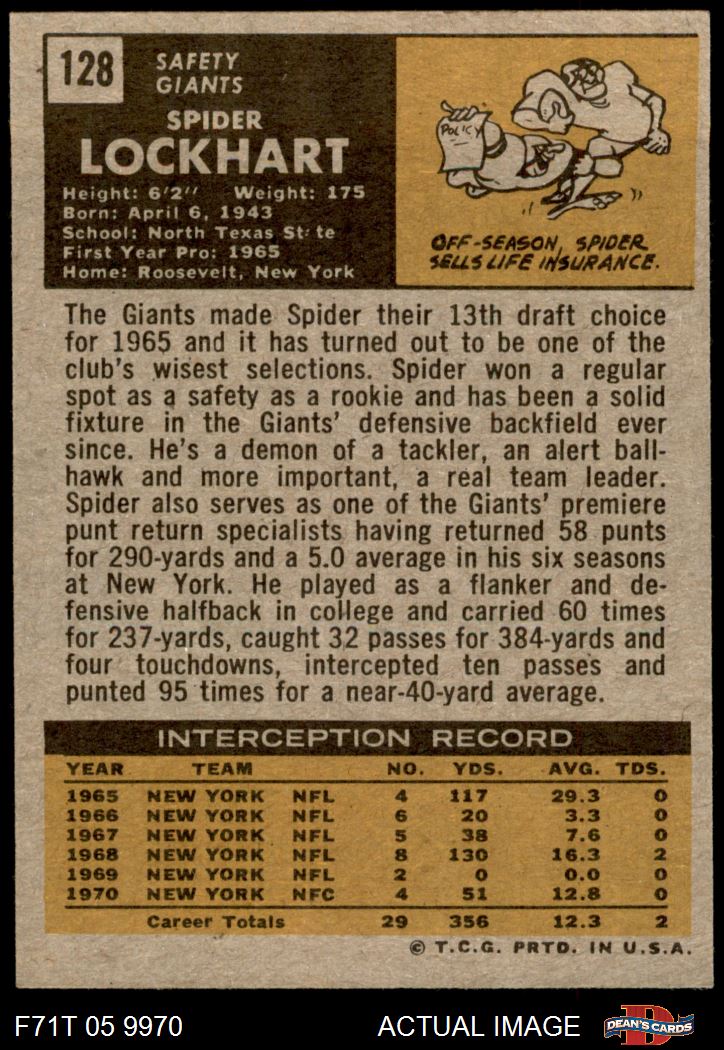 128
SAFETY
GIANTS
SPIDER
LOCKHART
Height: 6'2" Weight: 175
Born: April 6, 1943
School: North Texas State
First Year Pro: 1965
Home: Roosevelt, New York
POLICY
OFF-SEASON, SPIDER
SELLS LIFE INSURANCE.
The Giants made Spider their 13th draft choice
for 1965 and it has turned out to be one of the
club's wisest selections. Spider won a regular
spot as a safety as a rookie and has been a solid
fixture in the Giants' defensive backfield ever
since. He's a demon of a tackler, an alert ball-
hawk and more important, a real team leader.
Spider also serves as one of the Giants' premiere
punt return specialists having returned 58 punts
for 290-yards and a 5.0 average in his six seasons
at New York. He played as a flanker and de-
fensive halfback in college and carried 60 times
for 237-yards, caught 32 passes for 384-yards and
four touchdowns, intercepted ten passes and
punted 95 times for a near-40-yard average.
INTERCEPTION RECORD
YEAR TEAM NO. YDS. AVG. TDS.
1965 NEW YORK NFL 4 117 29.3 0
1966 NEW YORK NFL 6 20 3.3 0
1967 NEW YORK NFL 5 38 7.6 0
1968 NEW YORK NFL 8 130 16.3 2
1969 NEW YORK NFL 2 0 0.0 0
1970 NEW YORK NFC 4 51 12.8 0
Career Totals 29 356 12.3 2
© T.C.G. PRTD. IN U.S.A.
F71T 05 9970 ACTUAL IMAGE D DEAN'S CARDS